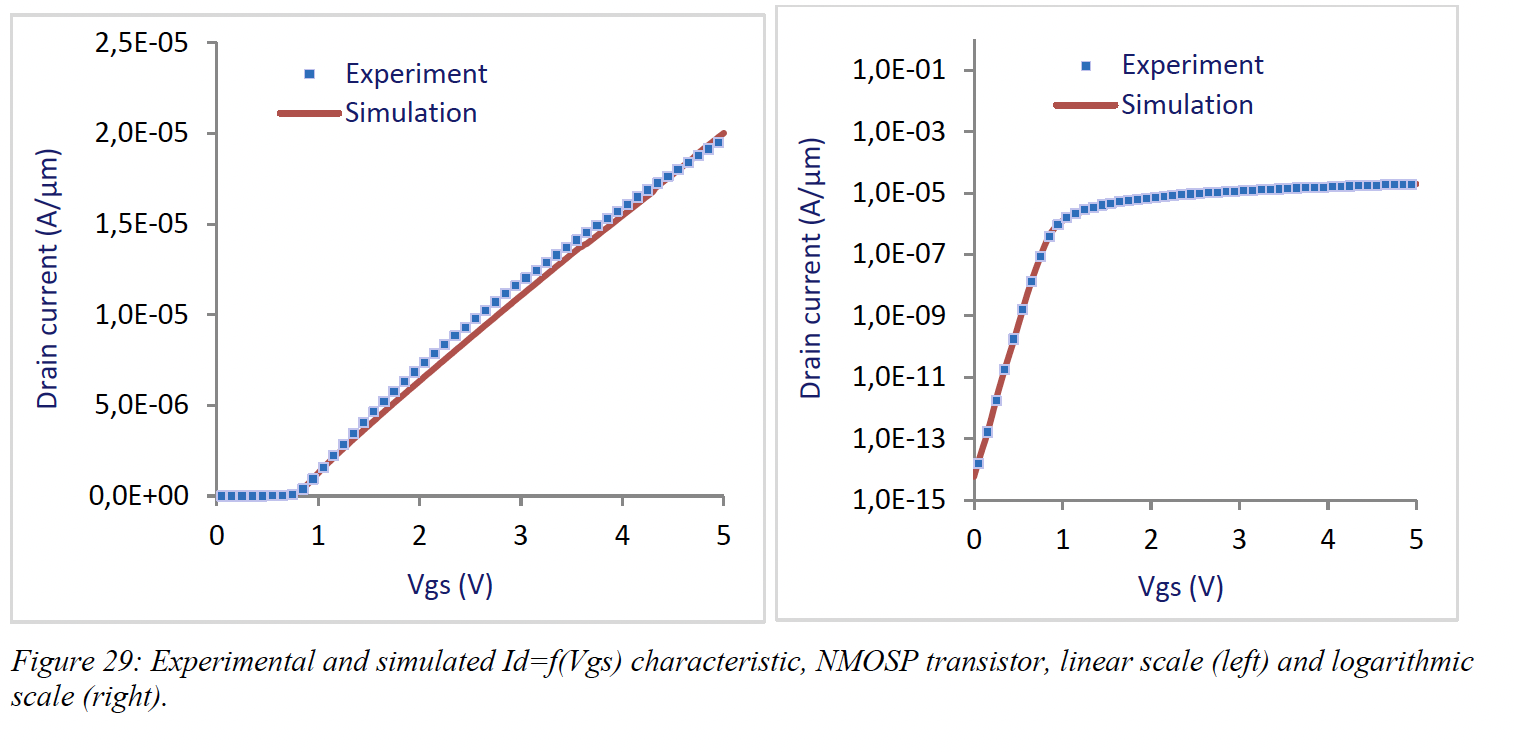 2,5E-05
2,0E-05
1,5E-05
1,0E-05
5,0E-06
0,0E+00
0 1 2 3 4 5
Drain current (A/µm)
Vgs (V)
Experiment
Simulation
1,0E-01
1,0E-03
1,0E-05
1,0E-07
1,0E-09
1,0E-11
1,0E-13
1,0E-15
0 1 2 3 4 5
Drain current (A/µm)
Vgs (V)
Experiment
Simulation
Figure 29: Experimental and simulated Id=f(Vgs) characteristic, NMOSP transistor, linear scale (left) and logarithmic
scale (right).